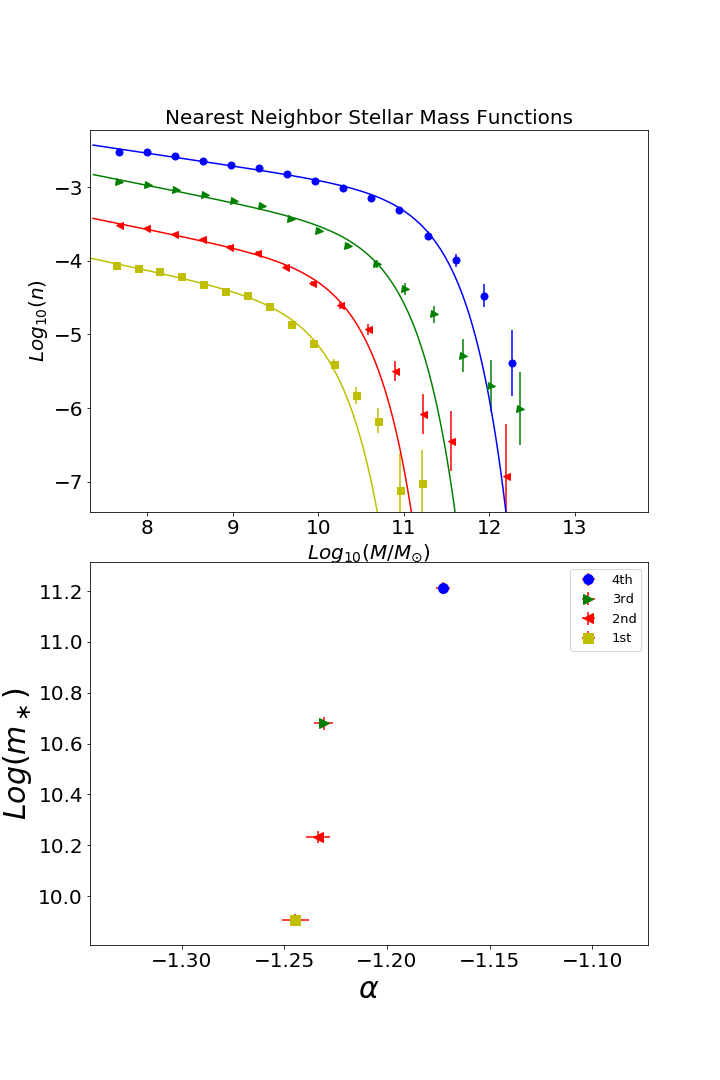 Nearest Neighbor Stellar Mass Functions
−3
−4
−5
−6
−7
Log₁₀(n)
8 9 10 11 12 13
Log₁₀(M/M⊙)
4th
3rd
2nd
1st
11.2
11.0
10.8
10.6
10.4
10.2
10.0
Log(m∗)
−1.30 −1.25 −1.20 −1.15 −1.10
α